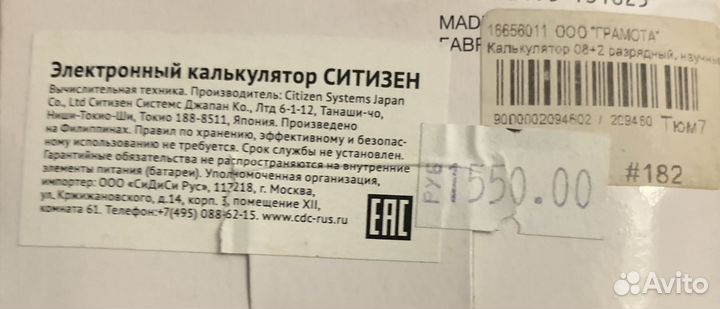 MAD
FABR
Электронный калькулятор СИТИЗЕН
Вычислительная техника. Производитель: Citizen Systems Japan
Co., Ltd Ситизен Системс Джапан Ко., Лтд 6-1-12, Танаши-чо,
Ниши-Токио-Ши, Токио 188-8511, Япония. Произведено
на Филиппинах. Правил по хранению, эффективному и безопас-
ному использованию не требуется. Срок службы не установлен.
Гарантийные обязательства не распространяются на внутренние
элементы питания (батареи). Уполномоченная организация,
импортер: ООО «СиДиСи Рус», 117218, г. Москва,
ул. Кржижановского, д.14, корп. 3, помещение XII,
комната 61. Телефон:+7(495) 088-62-15. www.cdc-rus.ru
EAC
16656011 ООО "ГРАМОТА"
Калькулятор 08+2 разрядный, научный
9000002094602 / 209460 Тюм7
#182
РУБ 550.00
Avito